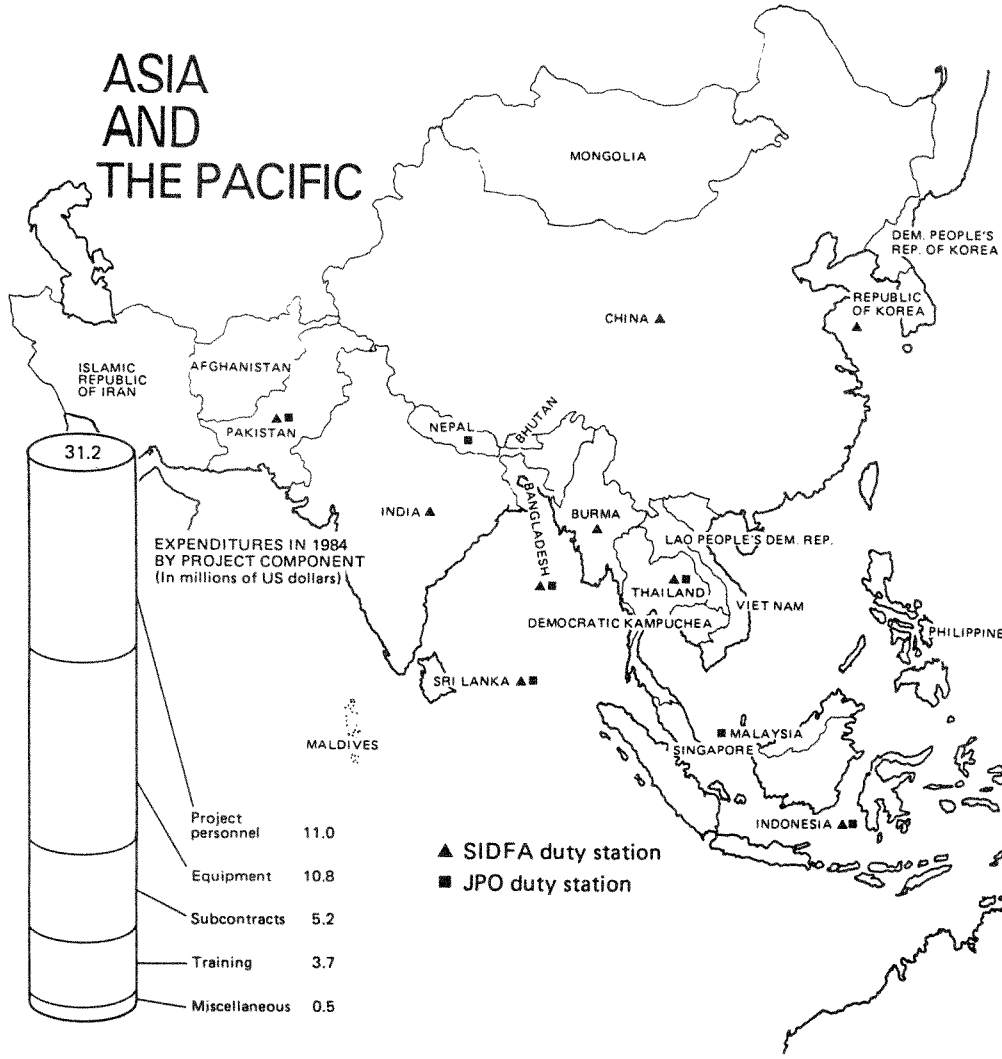 ASIA
AND
THE PACIFIC
MONGOLIA
DEM. PEOPLE'S
REP. OF KOREA
REPUBLIC
OF KOREA ▲
CHINA ▲
ISLAMIC
REPUBLIC
OF IRAN
AFGHANISTAN
PAKISTAN ▲ ■
NEPAL ■
BHUTAN
BANGLADESH ▲ ■
INDIA ▲
BURMA ▲
LAO PEOPLE'S DEM. REP.
THAILAND ▲ ■
VIET NAM
DEMOCRATIC KAMPUCHEA
PHILIPPINE
SRI LANKA ▲ ■
MALDIVES
■ MALAYSIA
SINGAPORE
INDONESIA ▲ ■
31.2
EXPENDITURES IN 1984
BY PROJECT COMPONENT
(In millions of US dollars)
Project
personnel 11.0
Equipment 10.8
Subcontracts 5.2
Training 3.7
Miscellaneous 0.5
▲ SIDFA duty station
■ JPO duty station